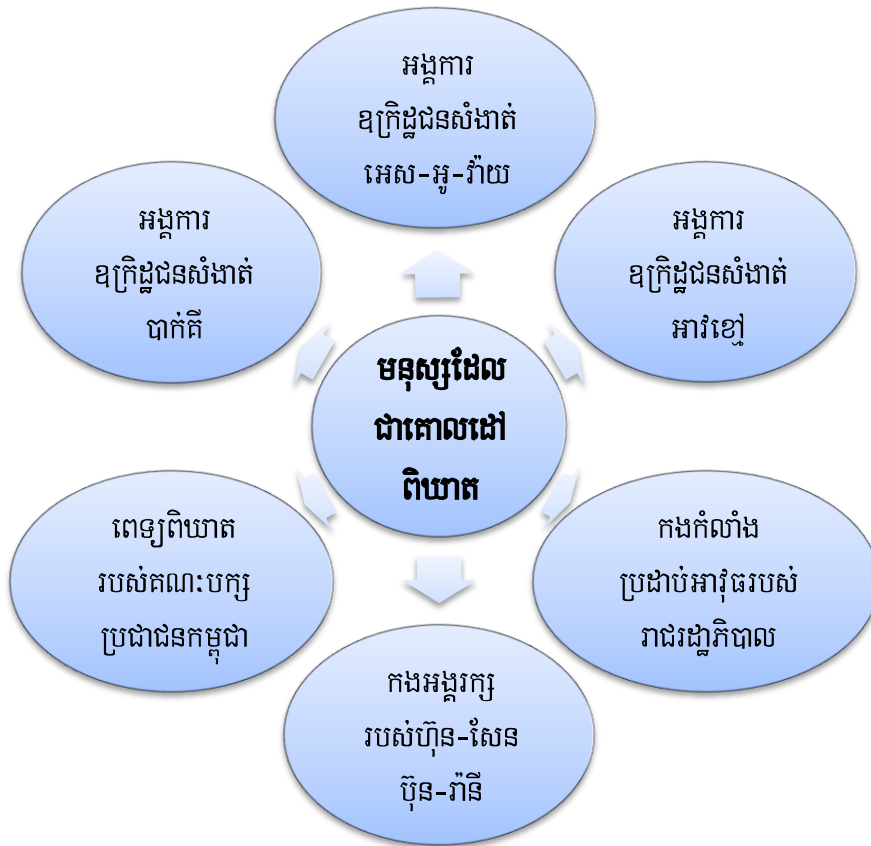 អង្គការ
ឧក្រិដ្ឋជនសំងាត់
អេស-អូ-វ៉ាយ
អង្គការ
ឧក្រិដ្ឋជនសំងាត់
អាវខៅ្ម
កងកំលាំង
ប្រដាប់អាវុធរបស់
រាជរដា្ឋភិបាល
កងអង្គរក្ស
របស់ហ៊ុន-សែន
ប៊ុន-រ៉ានី
ពេទ្យពិឃាត
របស់គណៈបក្ស
ប្រជាជនកម្ពុជា
អង្គការ
ឧក្រិដ្ឋជនសំងាត់
បាក់គី
មនុស្សដែល
ជាគោលដៅ
ពិឃាត